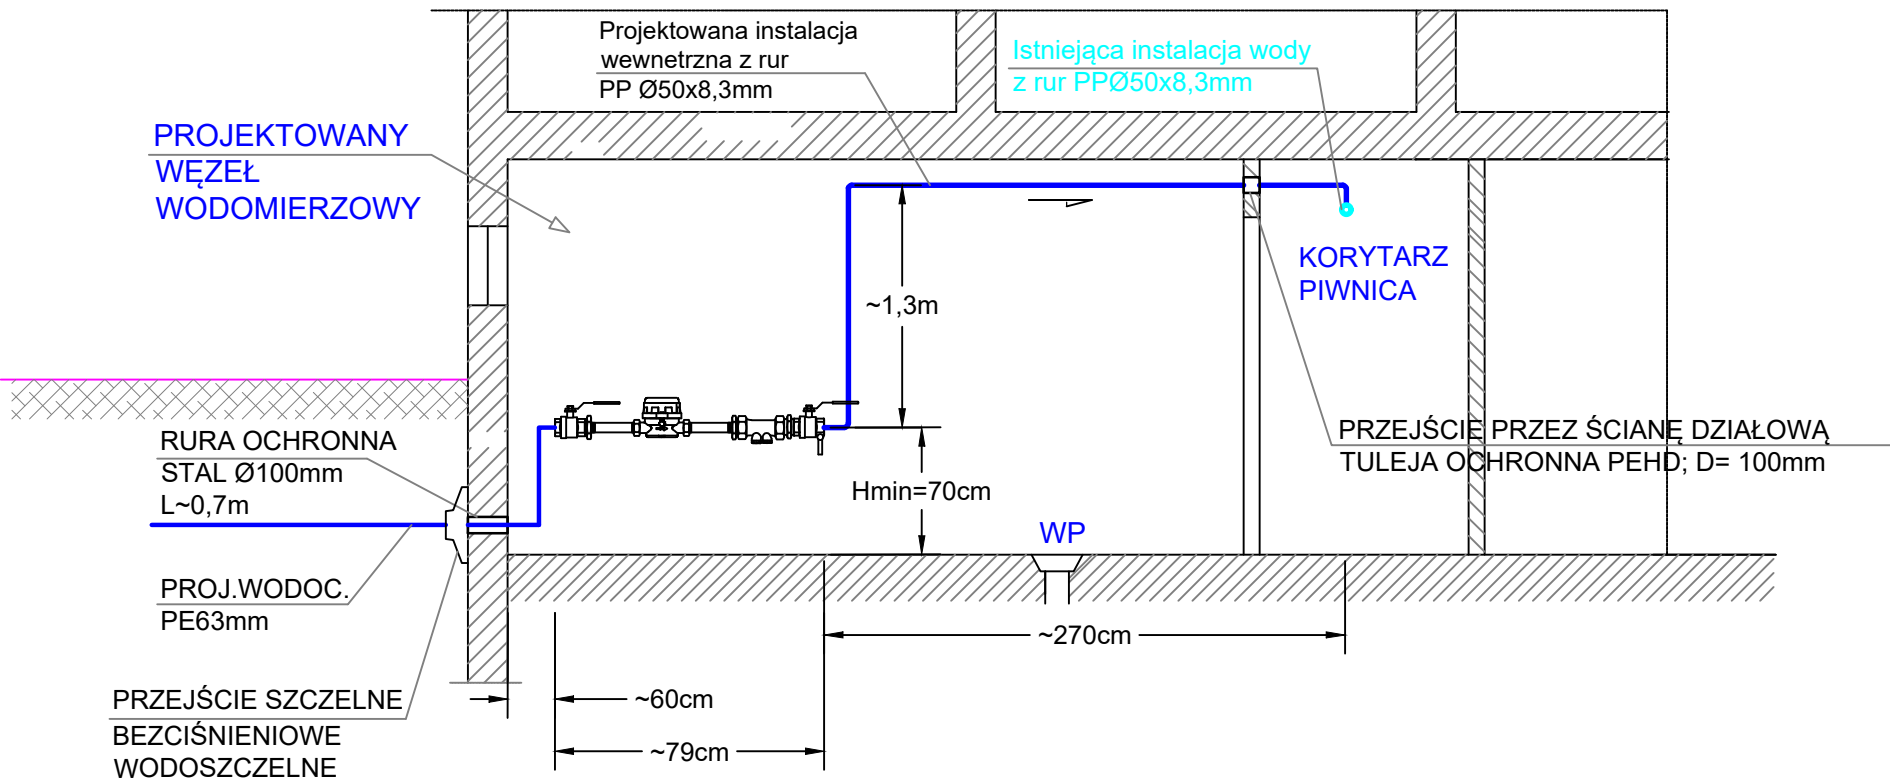 Projektowana instalacja
wewnetrzna z rur
PP Ø50x8,3mm
Istniejąca instalacja wody
z rur PPØ50x8,3mm
PROJEKTOWANY
WĘZEŁ
WODOMIERZOWY
KORYTARZ
PIWNICA
~1,3m
RURA OCHRONNA
STAL Ø100mm
L~0,7m
PRZEJŚCIE PRZEZ ŚCIANĘ DZIAŁOWĄ
TULEJA OCHRONNA PEHD; D= 100mm
Hmin=70cm
WP
PROJ.WODOC.
PE63mm
~270cm
PRZEJŚCIE SZCZELNE
BEZCIŚNIENIOWE
WODOSZCZELNE
~60cm
~79cm